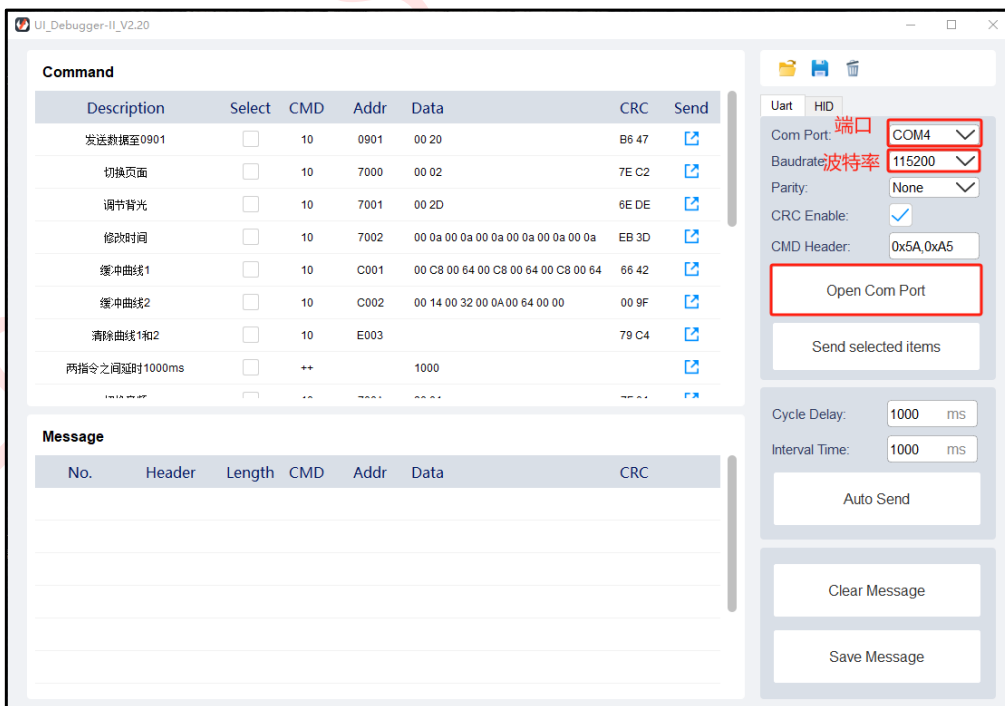 UI_Debugger-II_V2.20
Command
Description Select CMD Addr Data CRC Send
发送数据至0901 10 0901 00 20 B6 47
切换页面 10 7000 00 02 7E C2
调节背光 10 7001 00 2D 6E DE
修改时间 10 7002 00 0a 00 0a 00 0a 00 0a 00 0a 00 0a EB 3D
缓冲曲线1 10 C001 00 C8 00 64 00 C8 00 64 00 C8 00 64 66 42
缓冲曲线2 10 C002 00 14 00 32 00 0A 00 64 00 00 00 9F
清除曲线1和2 10 E003 79 C4
两指令之间延时1000ms ++ 1000
Message
No. Header Length CMD Addr Data CRC
Uart HID
Com Port: 端口 COM4
Baudrate 波特率 115200
Parity: None
CRC Enable:
CMD Header: 0x5A,0xA5
Open Com Port
Send selected items
Cycle Delay: 1000 ms
Interval Time: 1000 ms
Auto Send
Clear Message
Save Message